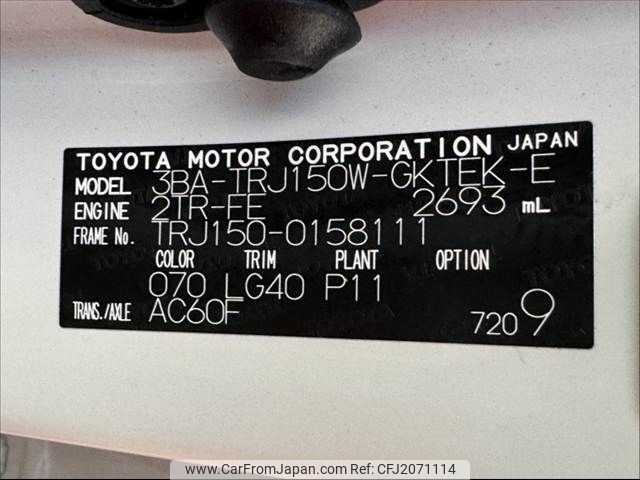 TOYOTA MOTOR CORPORATION JAPAN
MODEL 3BA-TRJ150W-GKTEK-E
ENGINE 2TR-FE 2693 mL
FRAME No. TRJ150-0158111
COLOR TRIM PLANT OPTION
070 LG40 P11
TRANS./AXLE AC60F
7209
www.CarFromJapan.com | Ref:CFJ2071114